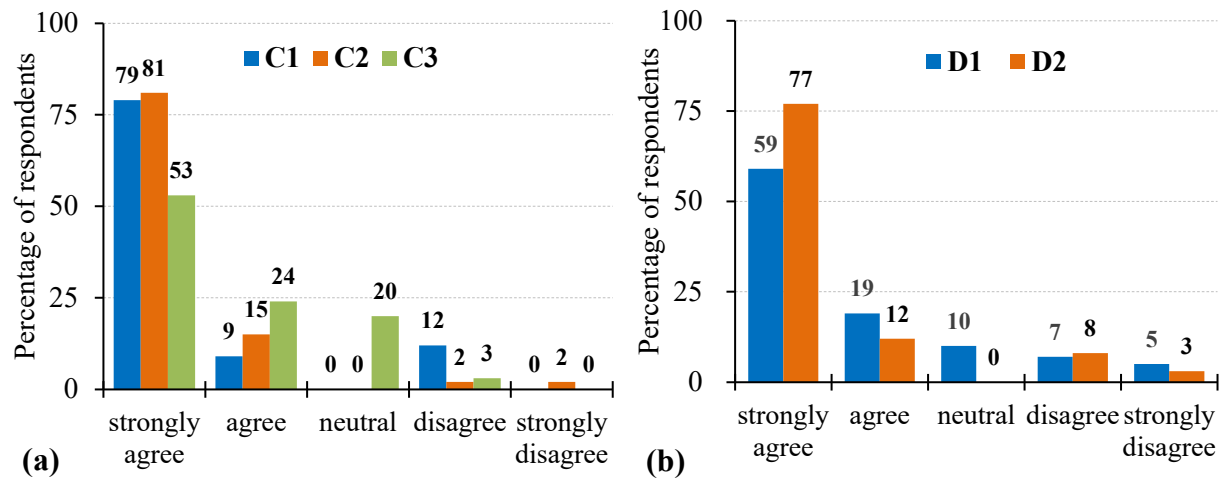 Percentage of respondents
100
75
50
25
0
C1 C2 C3
79 81 53
9 15 24
0 0 20
12 2 3
0 2 0
strongly agree
agree
neutral
disagree
strongly disagree
(a)
Percentage of respondents
100
75
50
25
0
D1 D2
59 77
19 12
10 0
7 8
5 3
strongly agree
agree
neutral
disagree
strongly disagree
(b)